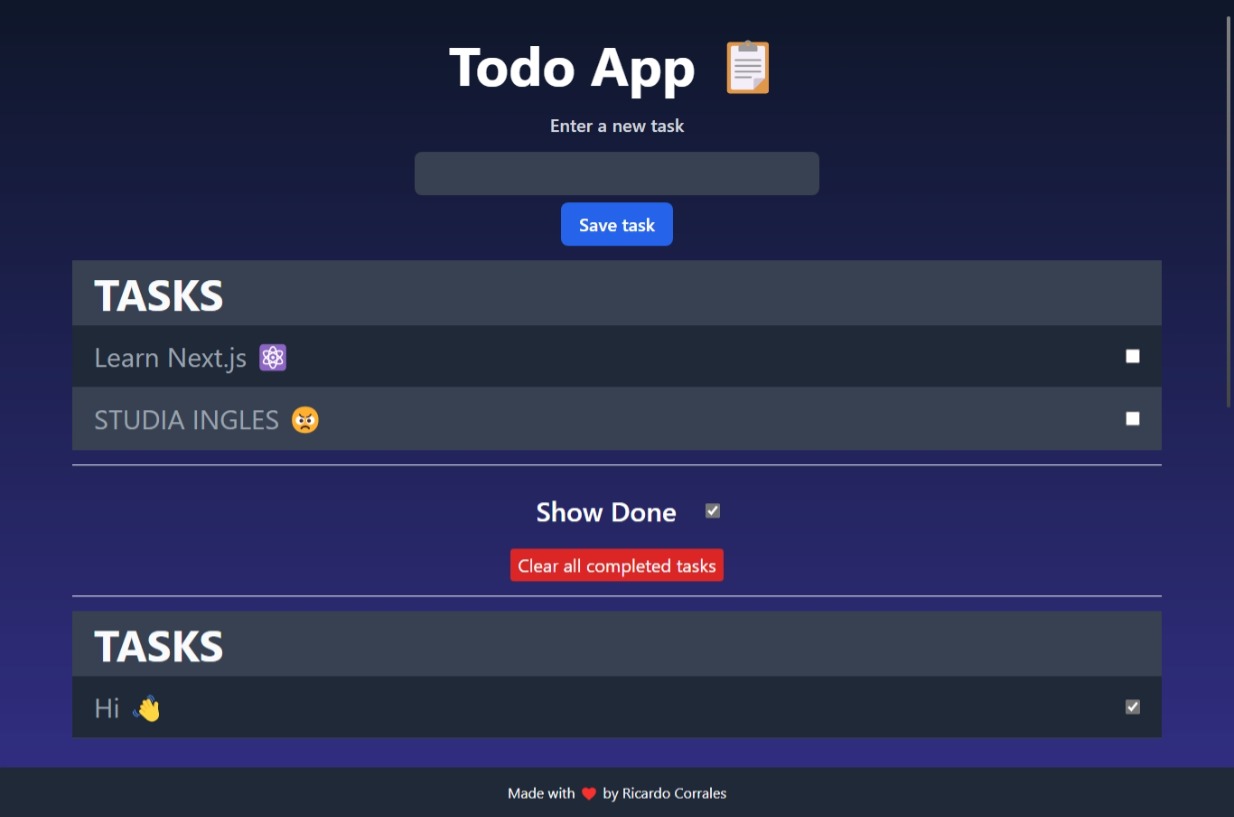 Todo App 📋
Enter a new task
Save task
TASKS
Learn Next.js ⚛️
STUDIA INGLES 😠
Show Done
Clear all completed tasks
TASKS
Hi 👋
Made with ❤️ by Ricardo Corrales